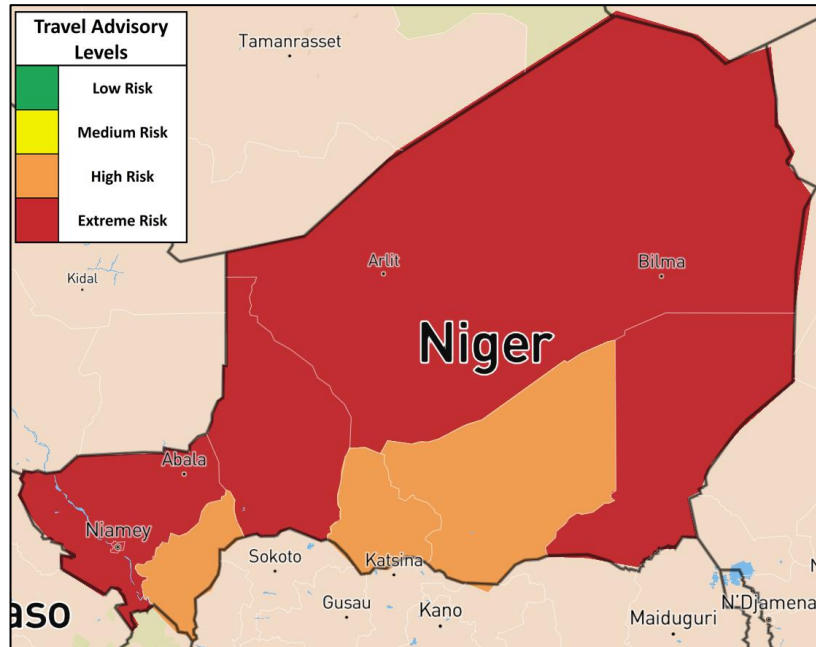 Travel Advisory
Levels
Low Risk
Medium Risk
High Risk
Extreme Risk
Tamanrasset
Kidal
Arlit
Bilma
Niger
Abala
Niamey
Sokoto
Katsina
Gusau
Kano
Maiduguri
N'Djamena
aso
N